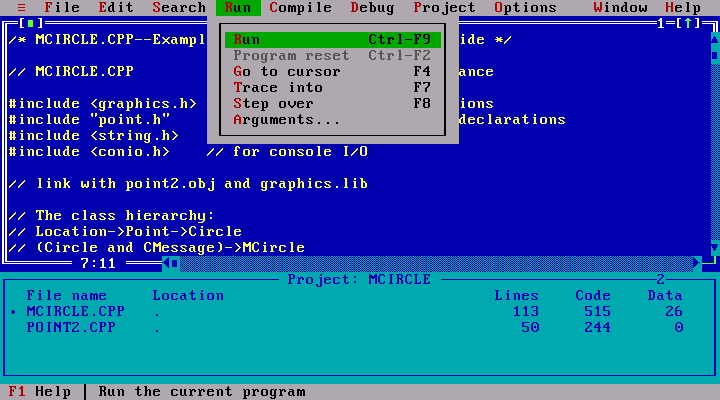 ≡ File Edit Search Run Compile Debug Project Options Window Help
[■] 1=[↑]
/* MCIRCLE.CPP--Exampl ide */
Run Ctrl-F9
Program reset Ctrl-F2
Go to cursor F4
Trace into F7
Step over F8
Arguments...
// MCIRCLE.CPP ance
#include <graphics.h> ions
#include "point.h" declarations
#include <string.h>
#include <conio.h> // for console I/O
// link with point2.obj and graphics.lib
// The class hierarchy:
// Location->Point->Circle
// (Circle and CMessage)->MCircle
7:11
Project: MCIRCLE 2
File name Location Lines Code Data
• MCIRCLE.CPP . 113 515 26
POINT2.CPP . 50 244 0
F1 Help │ Run the current program